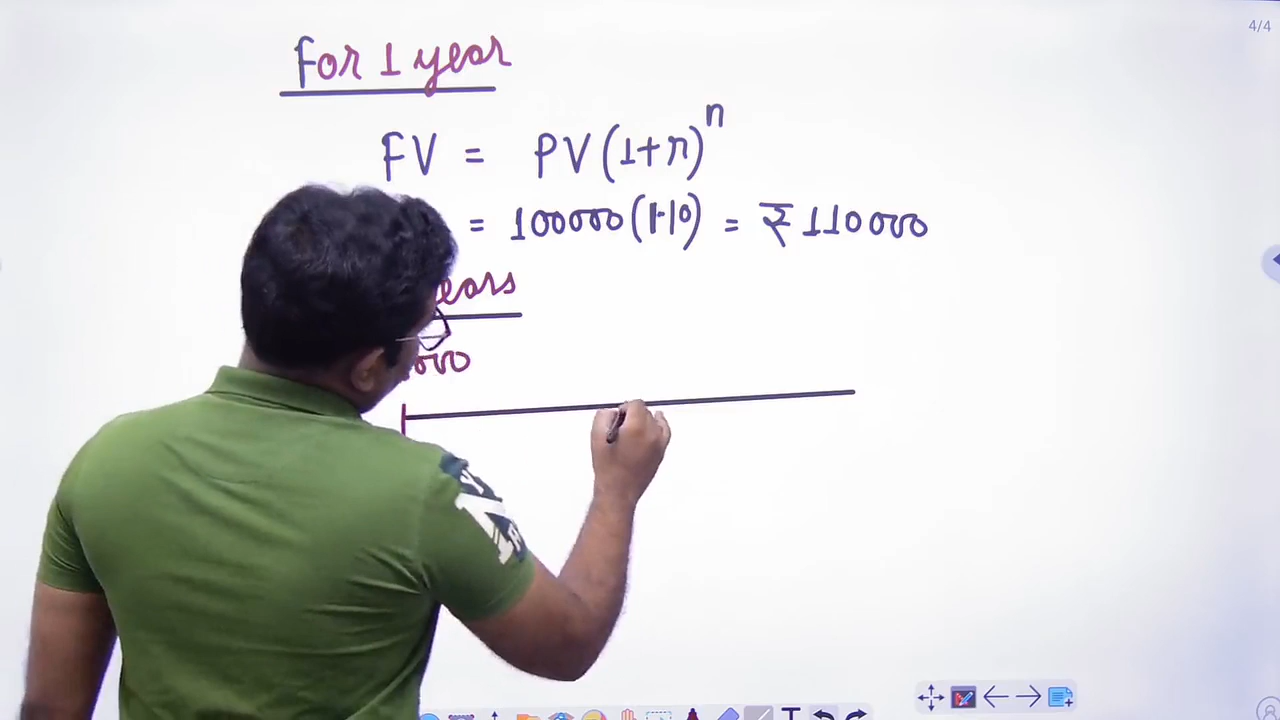 4/4
For 1 year
FV = PV(1+r)^n
= 100000(1.10) = ₹110000